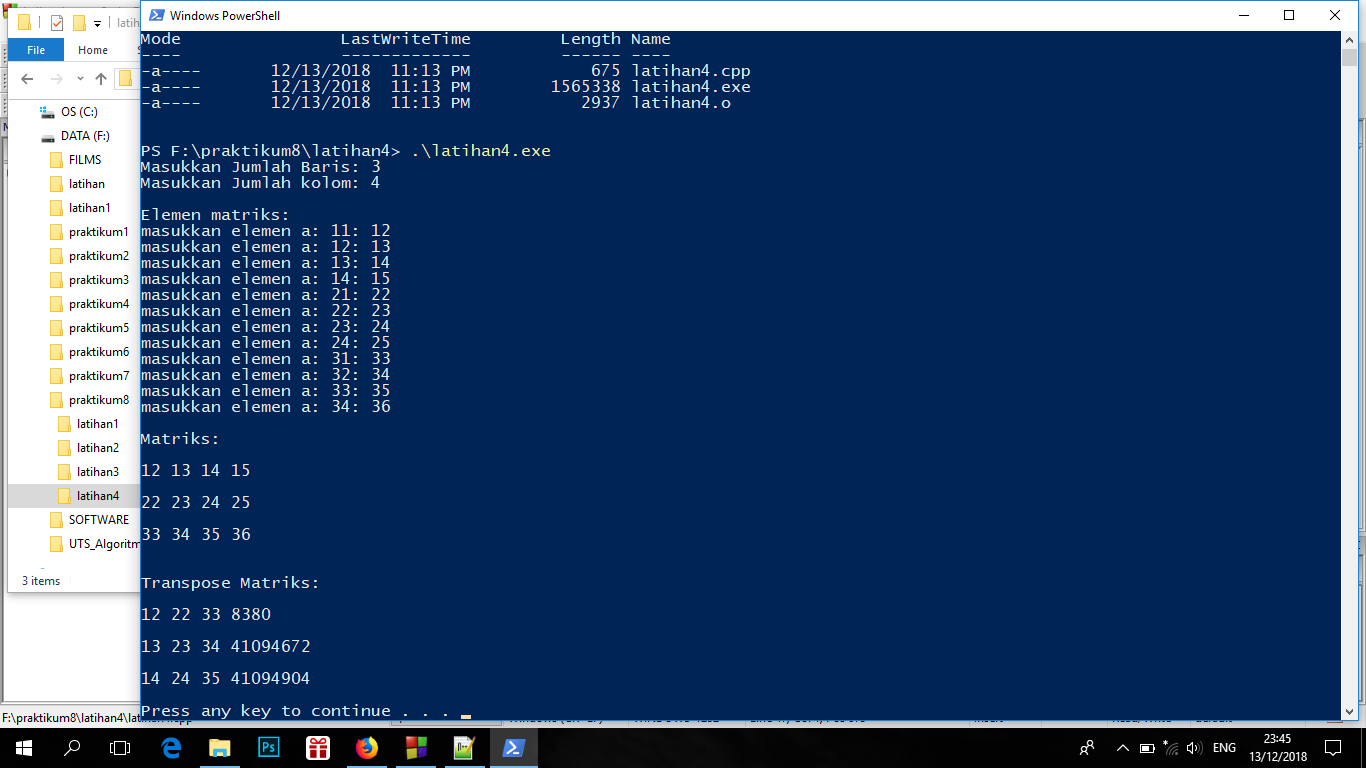 Windows PowerShell
latih
File
Home
OS (C:)
DATA (F:)
FILMS
latihan
latihan1
praktikum1
praktikum2
praktikum3
praktikum4
praktikum5
praktikum6
praktikum7
praktikum8
latihan1
latihan2
latihan3
latihan4
SOFTWARE
UTS_Algoritm
3 items
Mode LastWriteTime Length Name
---- ------------- ------ ----
-a---- 12/13/2018 11:13 PM 675 latihan4.cpp
-a---- 12/13/2018 11:13 PM 1565338 latihan4.exe
-a---- 12/13/2018 11:13 PM 2937 latihan4.o
PS F:\praktikum8\latihan4> .\latihan4.exe
Masukkan Jumlah Baris: 3
Masukkan Jumlah kolom: 4
Elemen matriks:
masukkan elemen a: 11: 12
masukkan elemen a: 12: 13
masukkan elemen a: 13: 14
masukkan elemen a: 14: 15
masukkan elemen a: 21: 22
masukkan elemen a: 22: 23
masukkan elemen a: 23: 24
masukkan elemen a: 24: 25
masukkan elemen a: 31: 33
masukkan elemen a: 32: 34
masukkan elemen a: 33: 35
masukkan elemen a: 34: 36
Matriks:
12 13 14 15
22 23 24 25
33 34 35 36
Transpose Matriks:
12 22 33 8380
13 23 34 41094672
14 24 35 41094904
Press any key to continue . . .
F:\praktikum8\latihan4\lat
ENG
23:45
13/12/2018